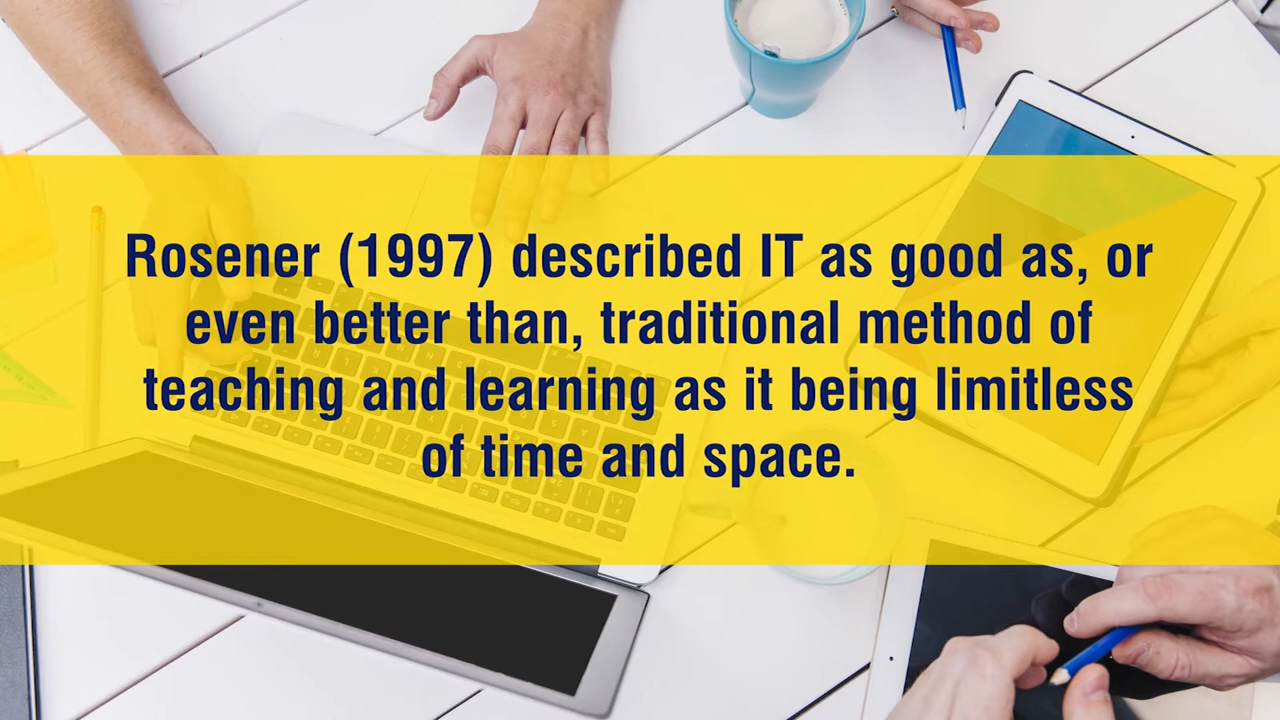 Rosener (1997) described IT as good as, or
even better than, traditional method of
teaching and learning as it being limitless
of time and space.